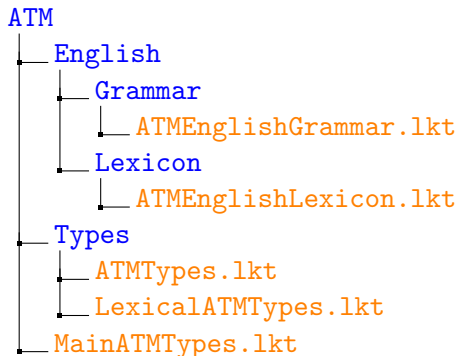 ATM
English
Grammar
ATMEnglishGrammar.lkt
Lexicon
ATMEnglishLexicon.lkt
Types
ATMTypes.lkt
LexicalATMTypes.lkt
MainATMTypes.lkt